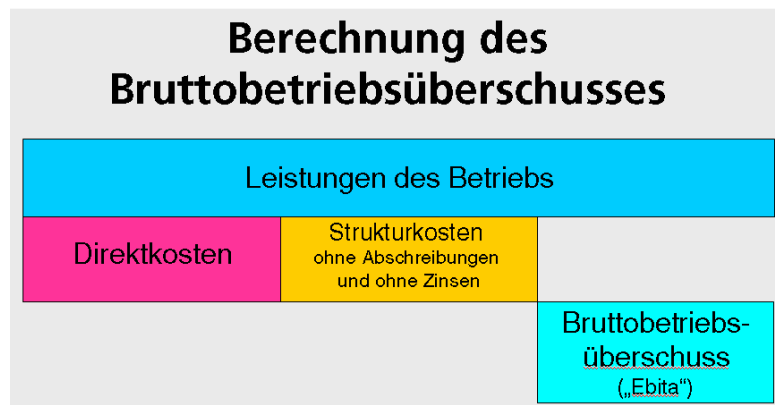 Berechnung des
Bruttobetriebsüberschusses
Leistungen des Betriebs
Direktkosten
Strukturkosten
ohne Abschreibungen
und ohne Zinsen
Bruttobetriebs-
überschuss
(„Ebita“)